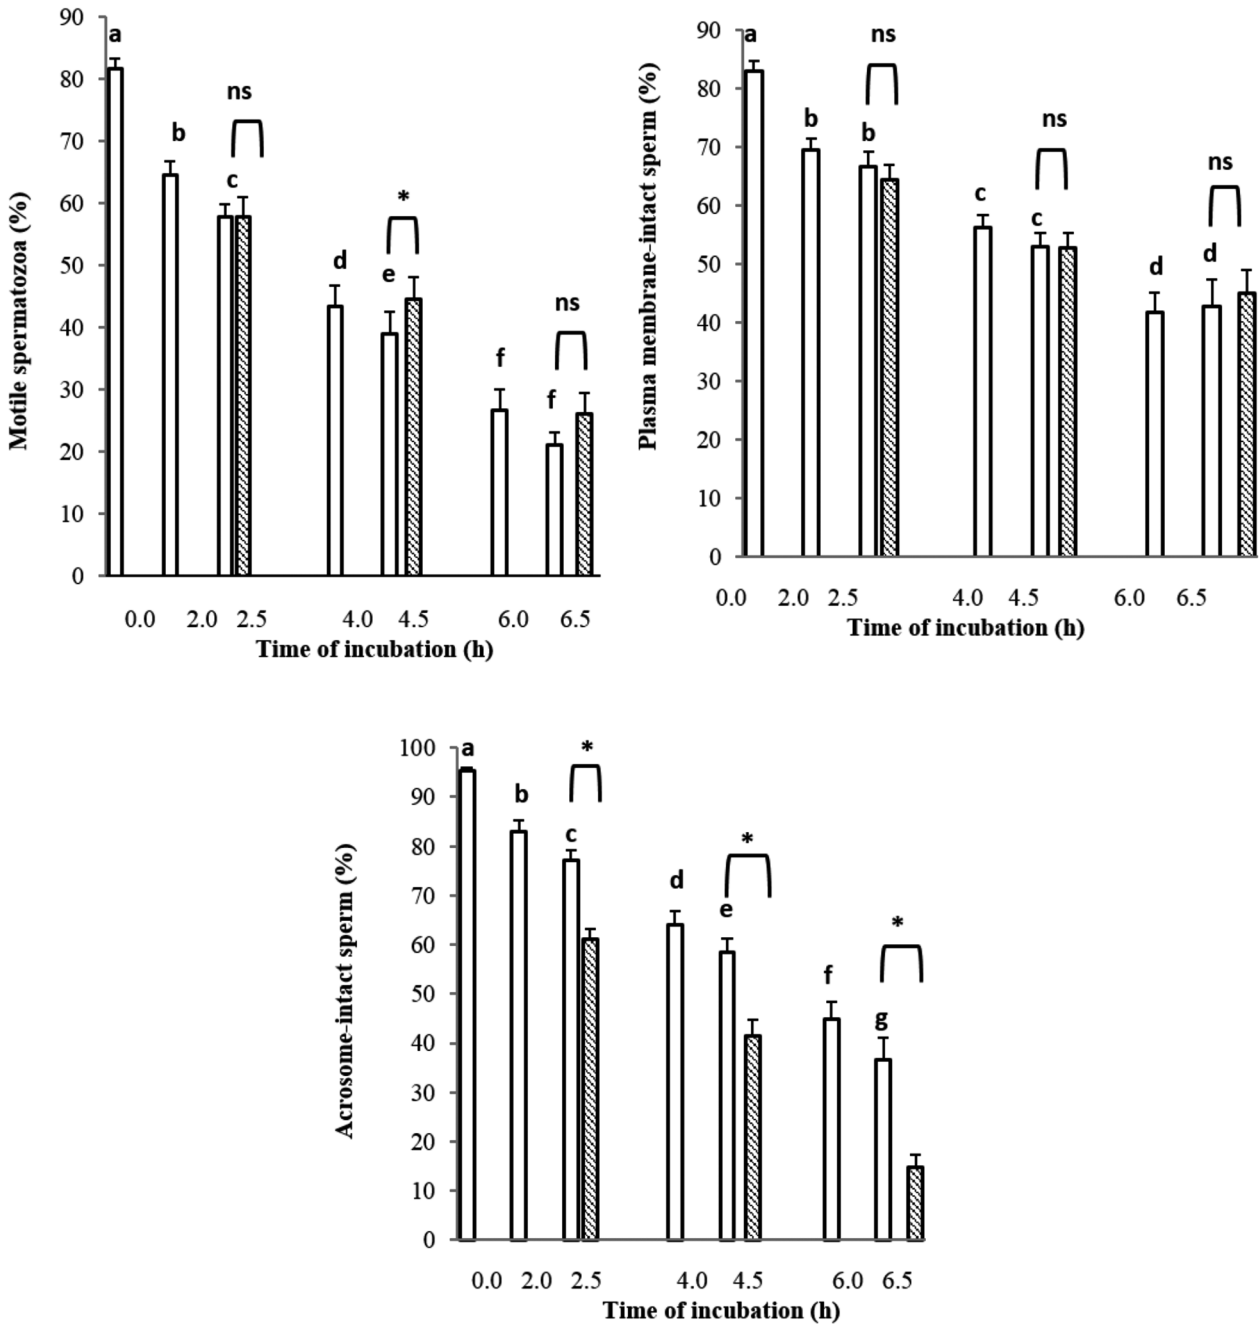 Motile spermatozoa (%)
90
80
70
60
50
40
30
20
10
0
a
b
ns
c
d
*
e
f
ns
f
0.0 2.0 2.5 4.0 4.5 6.0 6.5
Time of incubation (h)
Plasma membrane-intact sperm (%)
90
80
70
60
50
40
30
20
10
0
a
b
ns
b
c
ns
c
d
ns
d
0.0 2.0 2.5 4.0 4.5 6.0 6.5
Time of incubation (h)
Acrosome-intact sperm (%)
100
90
80
70
60
50
40
30
20
10
0
a
b
*
c
d
*
e
f
*
g
0.0 2.0 2.5 4.0 4.5 6.0 6.5
Time of incubation (h)